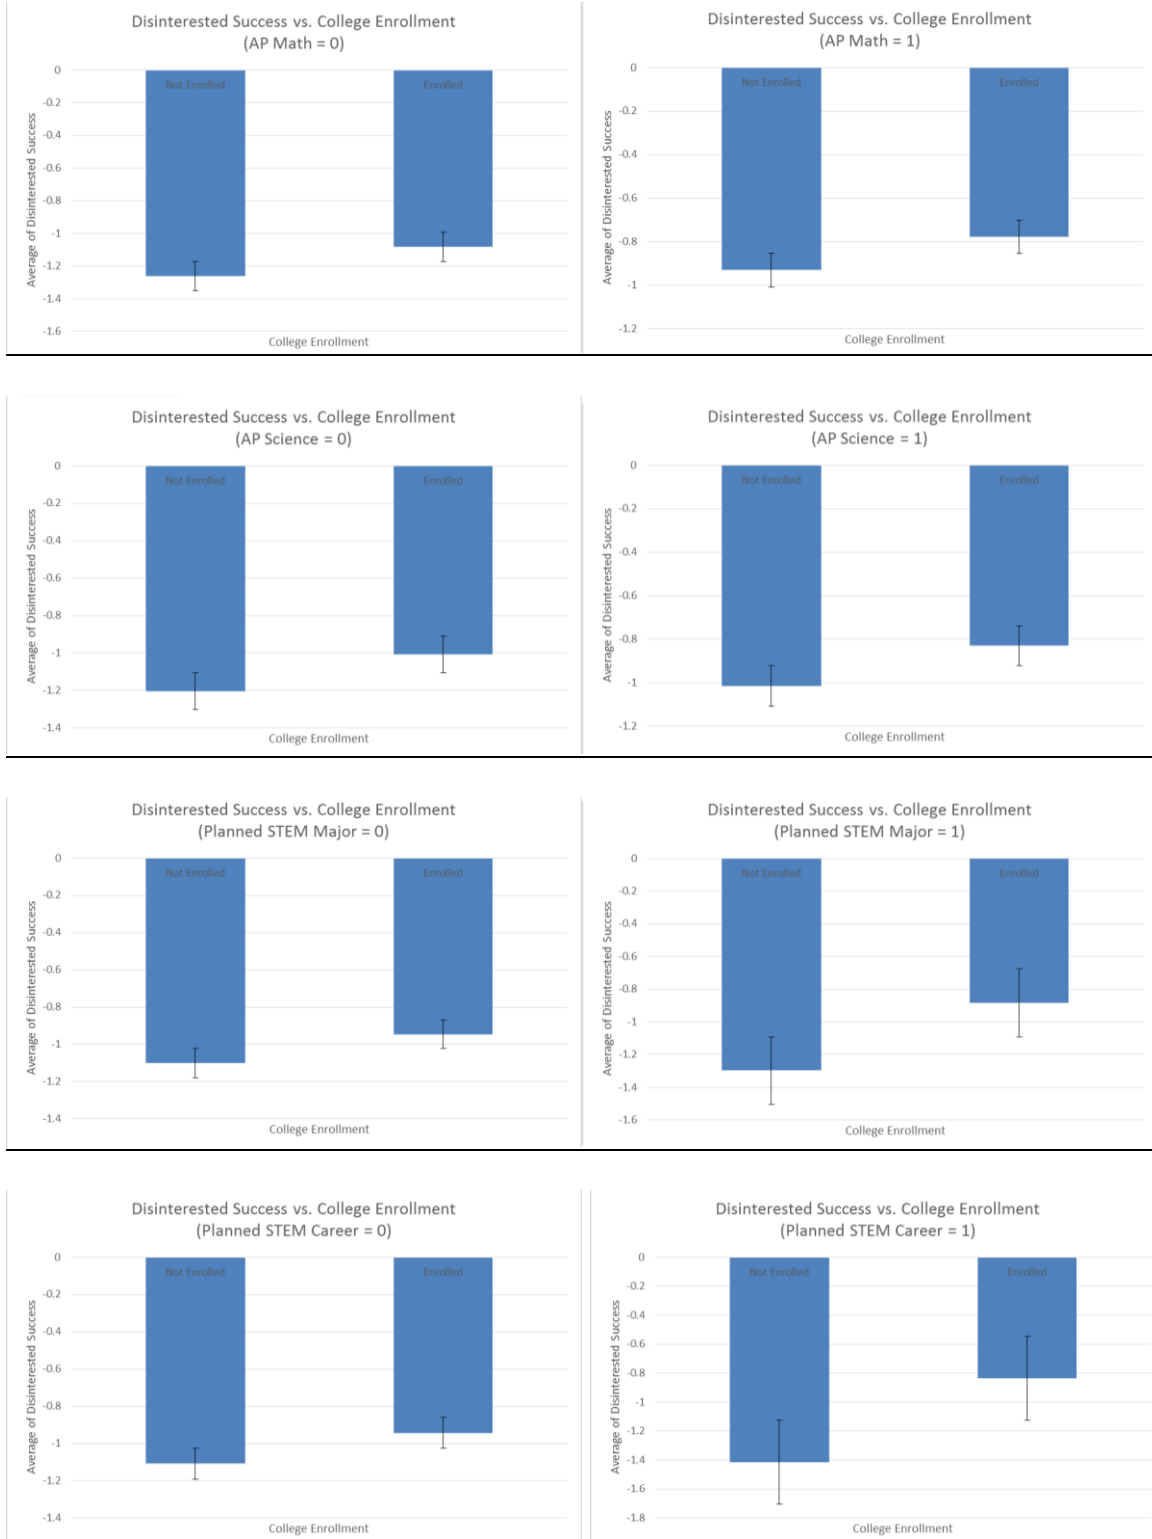 Disinterested Success vs. College Enrollment
(AP Math = 0)
0
Not Enrolled
Enrolled
-0.2
-0.4
-0.6
-0.8
-1
-1.2
-1.4
-1.6
Average of Disinterested Success
College Enrollment
Disinterested Success vs. College Enrollment
(AP Math = 1)
0
Not Enrolled
Enrolled
-0.2
-0.4
-0.6
-0.8
-1
-1.2
Average of Disinterested Success
College Enrollment
Disinterested Success vs. College Enrollment
(AP Science = 0)
0
Not Enrolled
Enrolled
-0.2
-0.4
-0.6
-0.8
-1
-1.2
-1.4
Average of Disinterested Success
College Enrollment
Disinterested Success vs. College Enrollment
(AP Science = 1)
0
Not Enrolled
Enrolled
-0.2
-0.4
-0.6
-0.8
-1
-1.2
Average of Disinterested Success
College Enrollment
Disinterested Success vs. College Enrollment
(Planned STEM Major = 0)
0
Not Enrolled
Enrolled
-0.2
-0.4
-0.6
-0.8
-1
-1.2
-1.4
Average of Disinterested Success
College Enrollment
Disinterested Success vs. College Enrollment
(Planned STEM Major = 1)
0
Not Enrolled
Enrolled
-0.2
-0.4
-0.6
-0.8
-1
-1.2
-1.4
-1.6
Average of Disinterested Success
College Enrollment
Disinterested Success vs. College Enrollment
(Planned STEM Career = 0)
0
Not Enrolled
Enrolled
-0.2
-0.4
-0.6
-0.8
-1
-1.2
-1.4
Average of Disinterested Success
College Enrollment
Disinterested Success vs. College Enrollment
(Planned STEM Career = 1)
0
Not Enrolled
Enrolled
-0.2
-0.4
-0.6
-0.8
-1
-1.2
-1.4
-1.6
-1.8
Average of Disinterested Success
College Enrollment